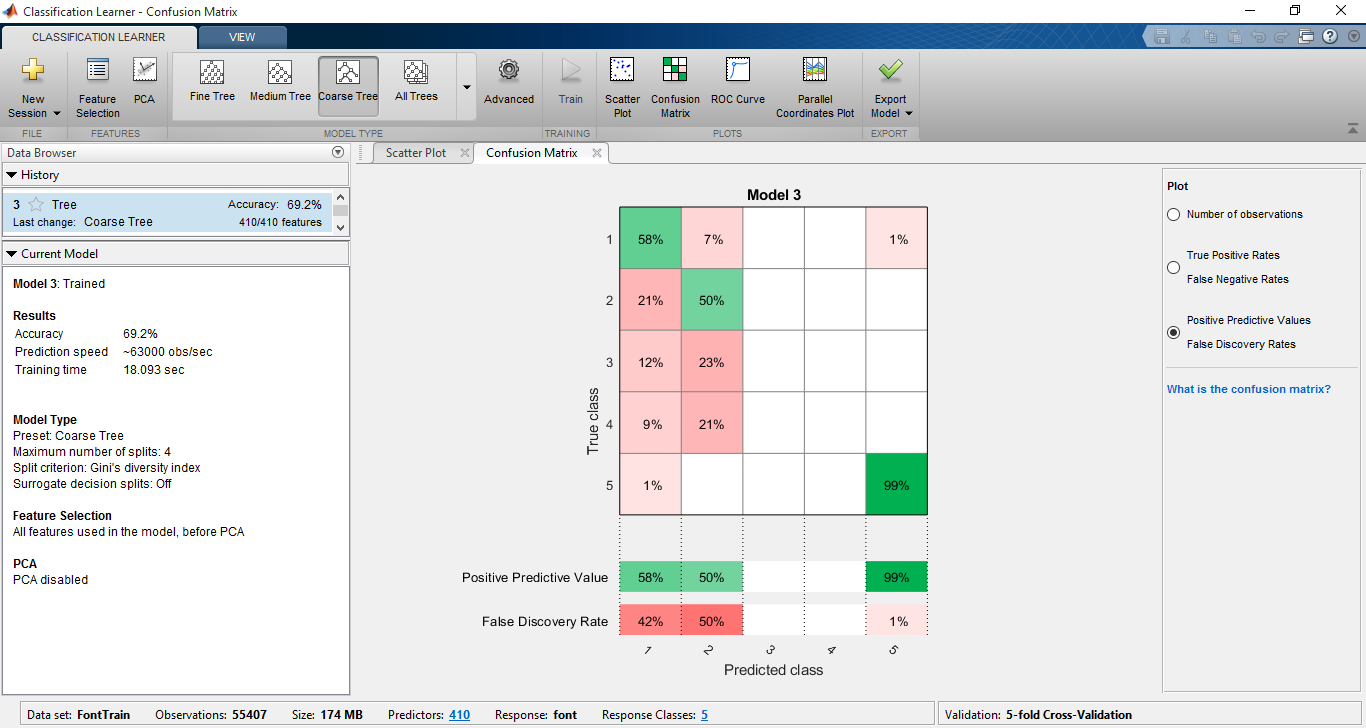 Classification Learner - Confusion Matrix
CLASSIFICATION LEARNER
VIEW
New
Session
Feature
Selection
PCA
Fine Tree
Medium Tree
Coarse Tree
All Trees
Advanced
Train
Scatter
Plot
Confusion
Matrix
ROC Curve
Parallel
Coordinates Plot
Export
Model
FILE
FEATURES
MODEL TYPE
TRAINING
PLOTS
EXPORT
Data Browser
History
3 Tree Accuracy: 69.2%
Last change: Coarse Tree 410/410 features
Current Model
Model 3: Trained
Results
Accuracy 69.2%
Prediction speed ~63000 obs/sec
Training time 18.093 sec
Model Type
Preset: Coarse Tree
Maximum number of splits: 4
Split criterion: Gini's diversity index
Surrogate decision splits: Off
Feature Selection
All features used in the model, before PCA
PCA
PCA disabled
Scatter Plot
Confusion Matrix
Model 3
1 58% 7% 1%
2 21% 50%
3 12% 23%
4 9% 21%
5 1% 99%
True class
Positive Predictive Value 58% 50% 99%
False Discovery Rate 42% 50% 1%
1 2 3 4 5
Predicted class
Plot
Number of observations
True Positive Rates
False Negative Rates
Positive Predictive Values
False Discovery Rates
What is the confusion matrix?
Data set: FontTrain Observations: 55407 Size: 174 MB Predictors: 410 Response: font Response Classes: 5
Validation: 5-fold Cross-Validation